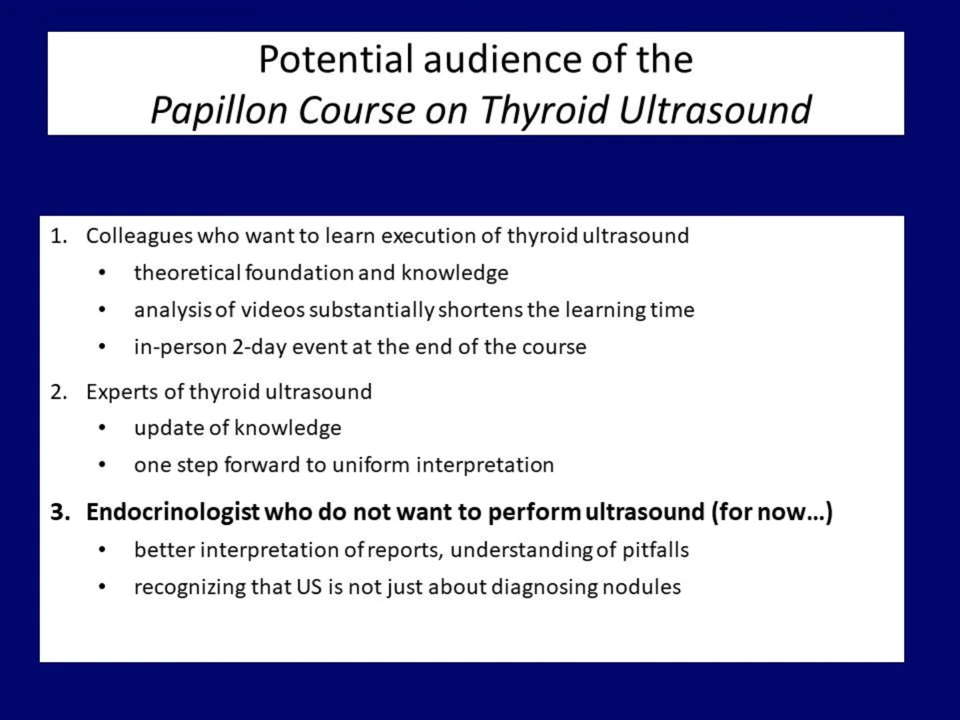 Potential audience of the
Papillon Course on Thyroid Ultrasound
1. Colleagues who want to learn execution of thyroid ultrasound
• theoretical foundation and knowledge
• analysis of videos substantially shortens the learning time
• in-person 2-day event at the end of the course
2. Experts of thyroid ultrasound
• update of knowledge
• one step forward to uniform interpretation
3. Endocrinologist who do not want to perform ultrasound (for now…)
• better interpretation of reports, understanding of pitfalls
• recognizing that US is not just about diagnosing nodules